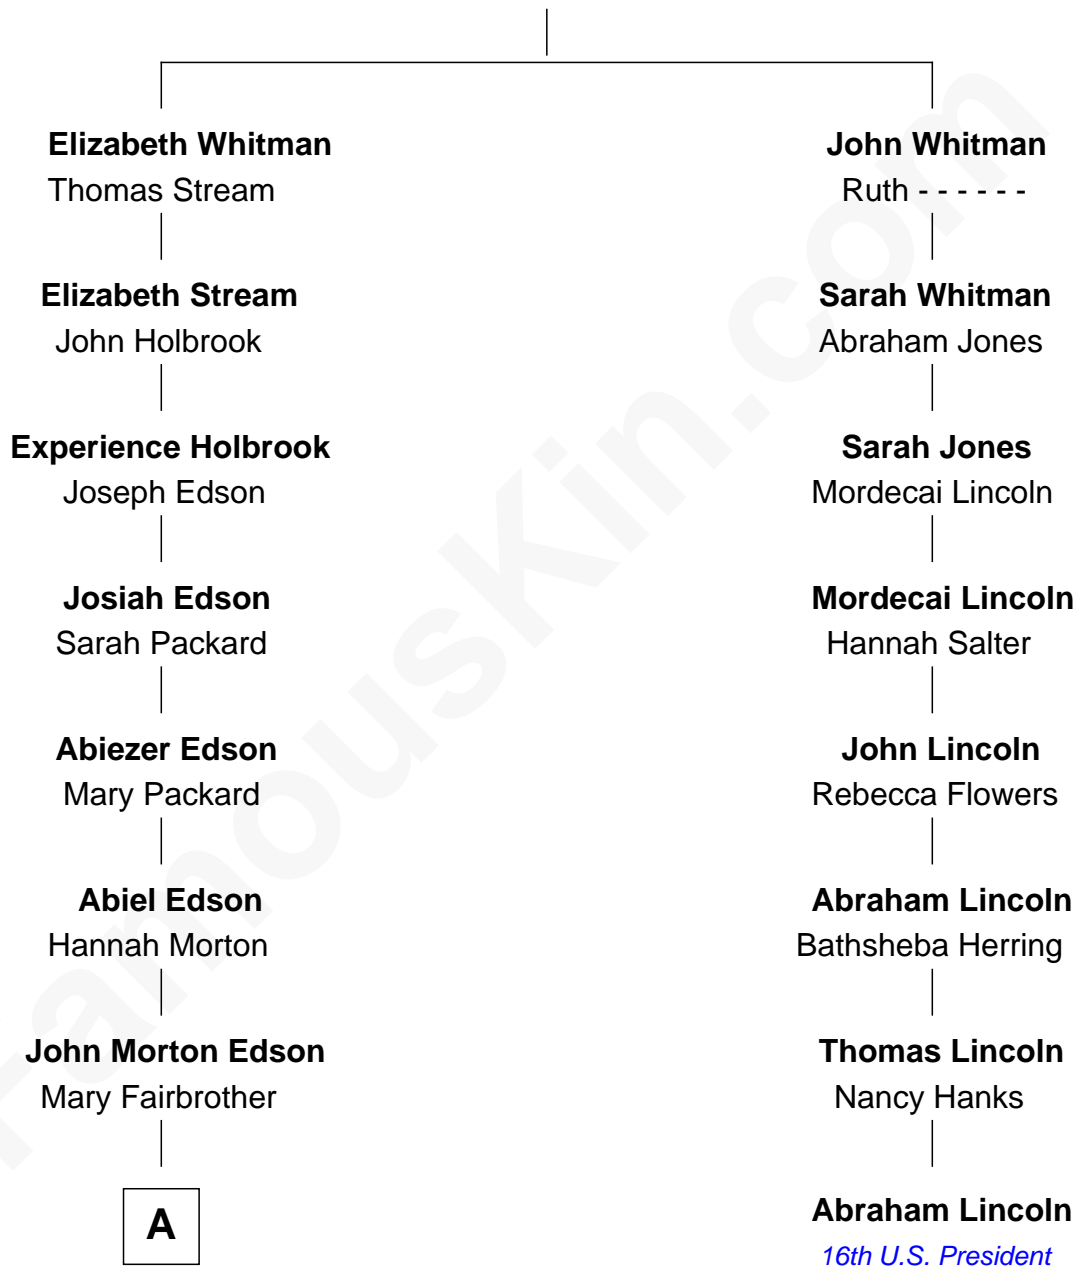 Elizabeth Whitman
Thomas Stream
John Whitman
Ruth - - - - - -
Elizabeth Stream
John Holbrook
Sarah Whitman
Abraham Jones
Experience Holbrook
Joseph Edson
Sarah Jones
Mordecai Lincoln
Josiah Edson
Sarah Packard
Mordecai Lincoln
Hannah Salter
Abiezer Edson
Mary Packard
John Lincoln
Rebecca Flowers
Abiel Edson
Hannah Morton
Abraham Lincoln
Bathsheba Herring
John Morton Edson
Mary Fairbrother
Thomas Lincoln
Nancy Hanks
A
Abraham Lincoln
16th U.S. President
FamousKin.com